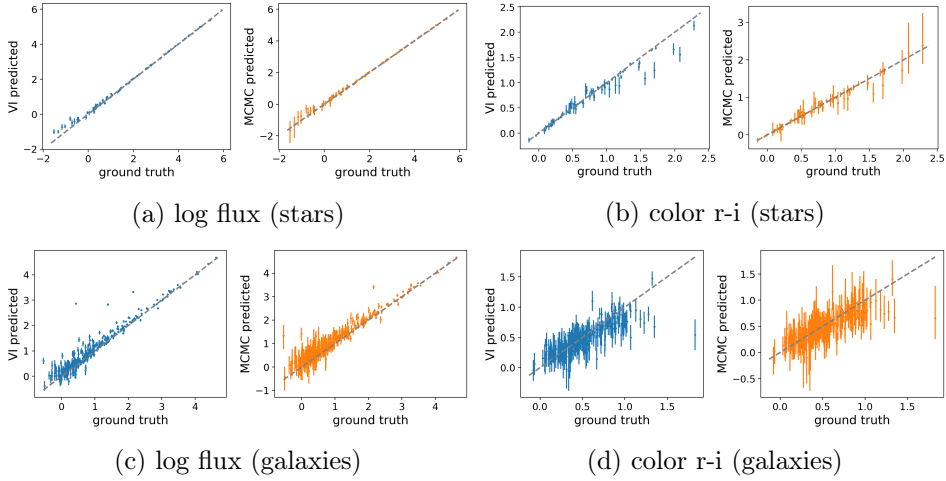 6
4
2
0
−2
VI predicted
−2 0 2 4 6
ground truth
6
4
2
0
−2
MCMC predicted
−2 0 2 4 6
ground truth
2.5
2.0
1.5
1.0
0.5
0.0
VI predicted
0.0 0.5 1.0 1.5 2.0 2.5
ground truth
3
2
1
0
MCMC predicted
0.0 0.5 1.0 1.5 2.0 2.5
ground truth
(a) log flux (stars)
(b) color r-i (stars)
4
3
2
1
0
VI predicted
0 1 2 3 4
ground truth
4
3
2
1
0
−1
MCMC predicted
0 1 2 3 4
ground truth
1.5
1.0
0.5
0.0
VI predicted
0.0 0.5 1.0 1.5
ground truth
1.5
1.0
0.5
0.0
−0.5
MCMC predicted
0.0 0.5 1.0 1.5
ground truth
(c) log flux (galaxies)
(d) color r-i (galaxies)